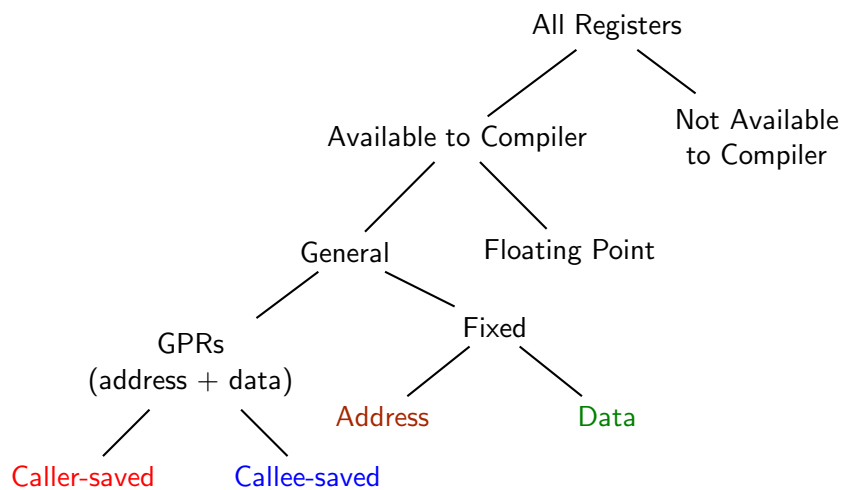 All Registers
Available to Compiler
Not Available
to Compiler
General
Floating Point
GPRs
(address + data)
Fixed
Address
Data
Caller-saved
Callee-saved